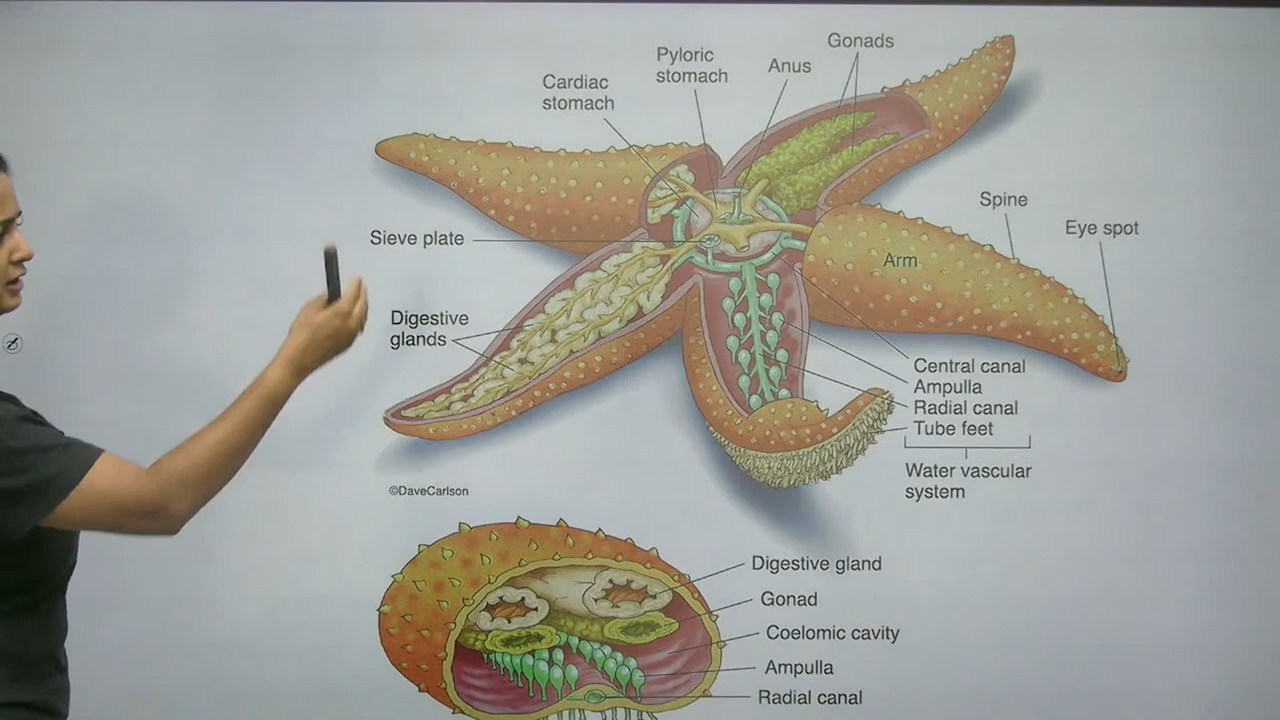 Gonads
Pyloric
stomach
Anus
Cardiac
stomach
Spine
Eye spot
Sieve plate
Arm
Digestive
glands
Central canal
Ampulla
Radial canal
Tube feet
Water vascular
system
©DaveCarlson
Digestive gland
Gonad
Coelomic cavity
Ampulla
Radial canal